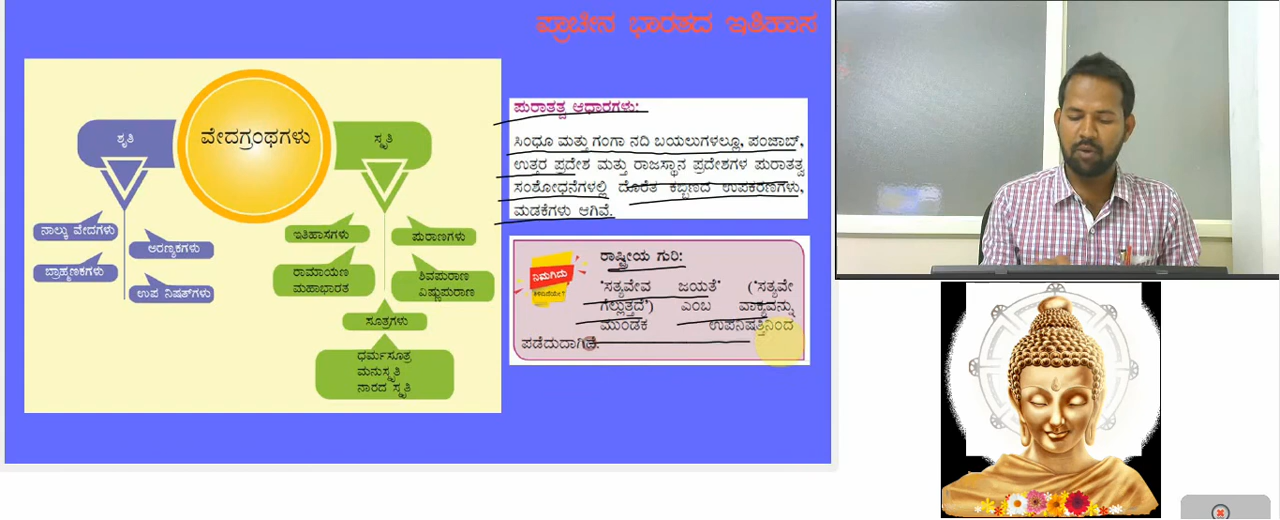 ಪ್ರಾಚೀನ ಭಾರತದ ಇತಿಹಾಸ
ವೇದಗ್ರಂಥಗಳು
ಶೃತಿ
ನಾಲ್ಕು ವೇದಗಳು
ಅರಣ್ಯಕಗಳು
ಬ್ರಾಹ್ಮಣಕಗಳು
ಉಪ ನಿಷತ್‌ಗಳು
ಸ್ಮೃತಿ
ಇತಿಹಾಸಗಳು
ಪುರಾಣಗಳು
ರಾಮಾಯಣ
ಮಹಾಭಾರತ
ಶಿವಪುರಾಣ
ವಿಷ್ಣುಪುರಾಣ
ಸೂತ್ರಗಳು
ಧರ್ಮಸೂತ್ರ
ಮನುಸ್ಮೃತಿ
ನಾರದ ಸ್ಮೃತಿ
ಪುರಾತತ್ವ ಆಧಾರಗಳು:
ಸಿಂಧೂ ಮತ್ತು ಗಂಗಾ ನದಿ ಬಯಲುಗಳಲ್ಲೂ, ಪಂಜಾಬ್,
ಉತ್ತರ ಪ್ರದೇಶ ಮತ್ತು ರಾಜಸ್ಥಾನ ಪ್ರದೇಶಗಳ ಪುರಾತತ್ವ
ಸಂಶೋಧನೆಗಳಲ್ಲಿ ದೊರೆತ ಕಬ್ಬಿಣದ ಉಪಕರಣಗಳು,
ಮಡಕೆಗಳು ಆಗಿವೆ.
ನಿಮಗಿದು
ರಾಷ್ಟ್ರೀಯ ಗುರಿ:
'ಸತ್ಯವೇವ ಜಯತೆ' ('ಸತ್ಯವೇ
ಗೆಲ್ಲುತ್ತದೆ') ಎಂಬ ವಾಕ್ಯವನ್ನು
ಮುಂಡಕ ಉಪನಿಷತ್ತಿನಿಂದ
ಪಡೆದುದಾಗಿದೆ.